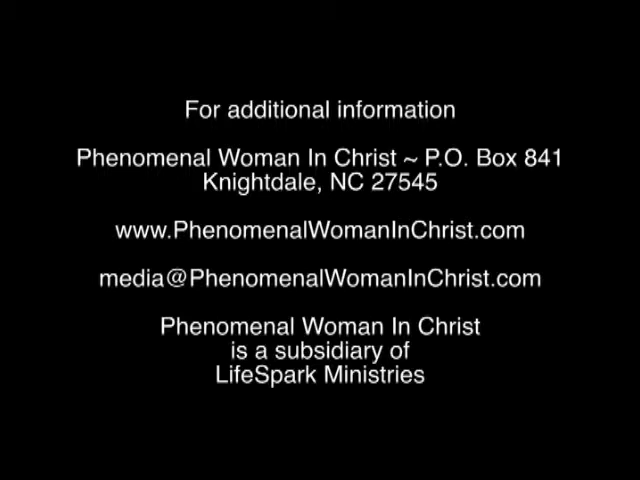 For additional information
Phenomenal Woman In Christ ~ P.O. Box 841
Knightdale, NC 27545
www.PhenomenalWomanInChrist.com
media@PhenomenalWomanInChrist.com
Phenomenal Woman In Christ
is a subsidiary of
LifeSpark Ministries